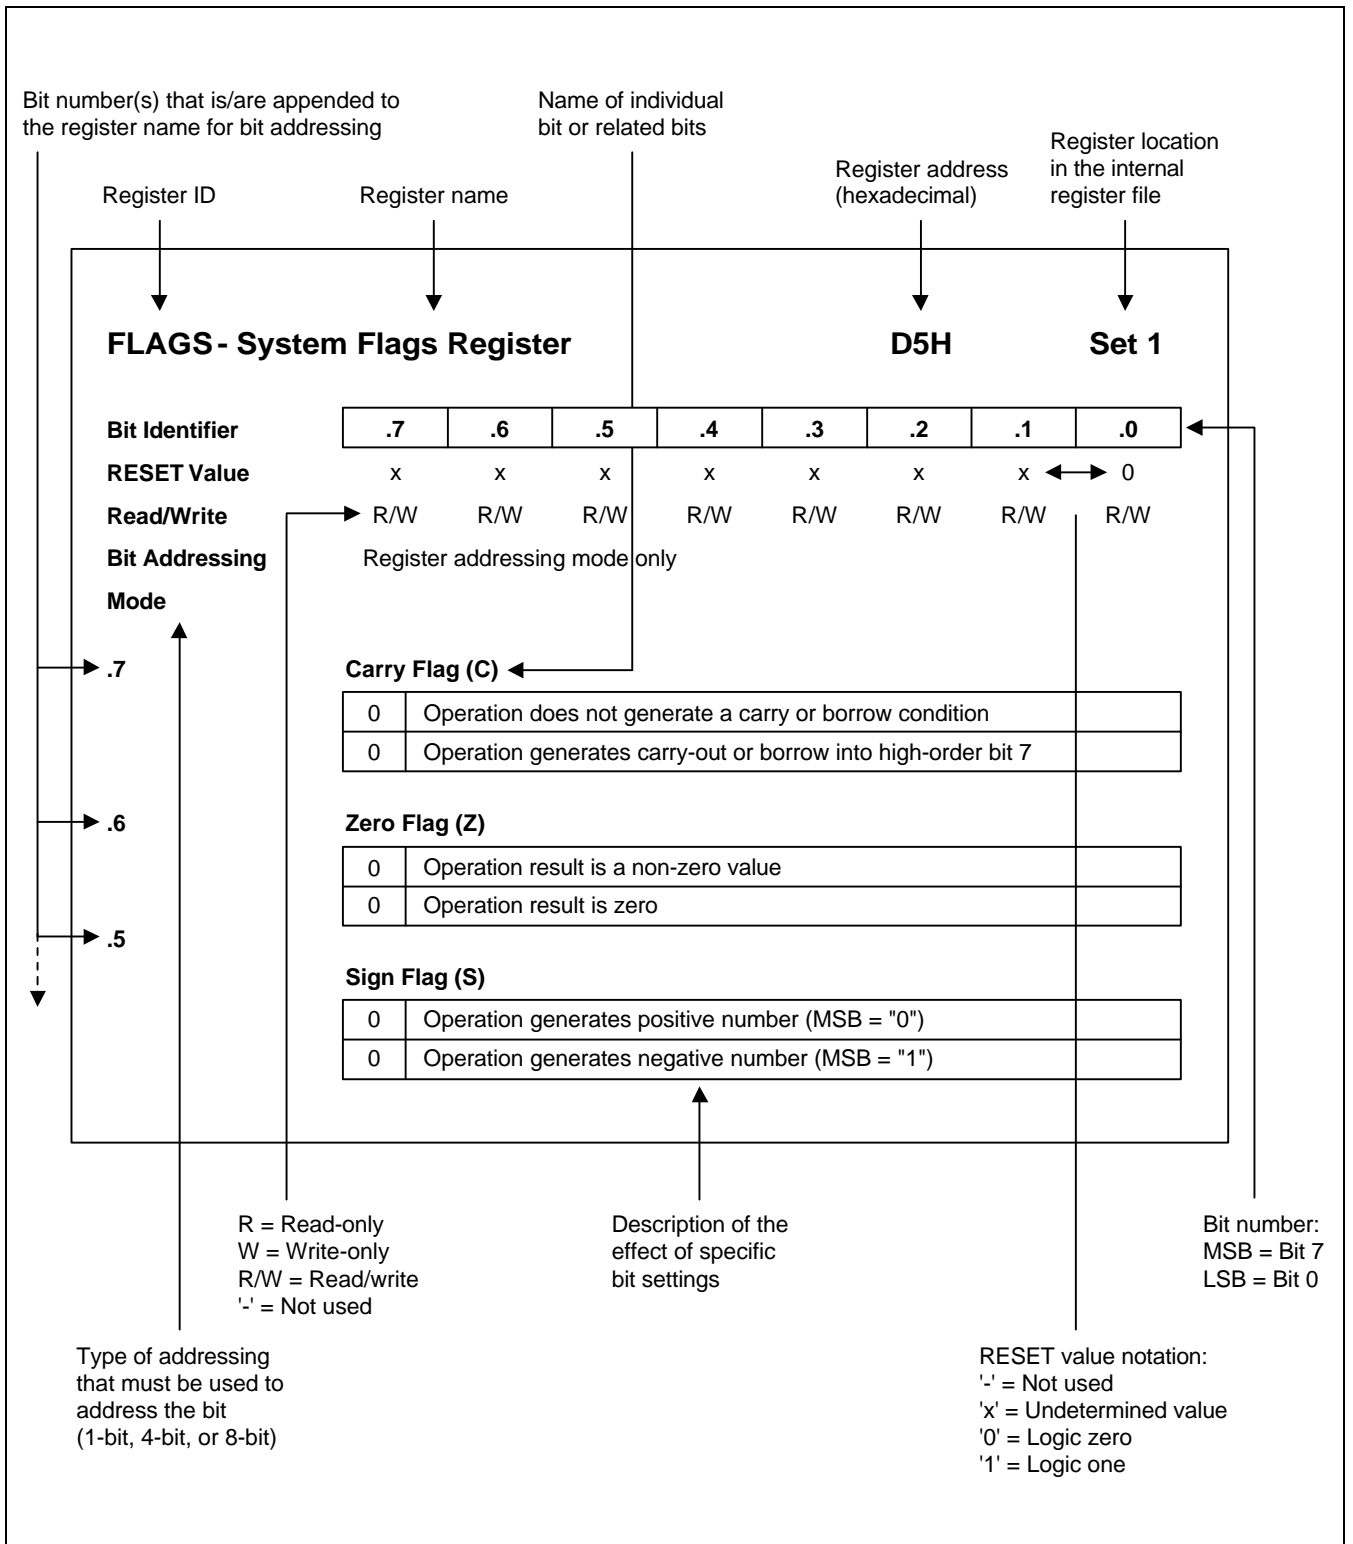 Bit number(s) that is/are appended to
the register name for bit addressing
Name of individual
bit or related bits
Register ID
Register name
Register address
(hexadecimal)
Register location
in the internal
register file
FLAGS - System Flags Register D5H Set 1
Bit Identifier .7 .6 .5 .4 .3 .2 .1 .0
RESET Value x x x x x x x 0
Read/Write R/W R/W R/W R/W R/W R/W R/W R/W
Bit Addressing Register addressing mode only
Mode
.7 Carry Flag (C)
0 Operation does not generate a carry or borrow condition
0 Operation generates carry-out or borrow into high-order bit 7
.6 Zero Flag (Z)
0 Operation result is a non-zero value
0 Operation result is zero
.5
Sign Flag (S)
0 Operation generates positive number (MSB = "0")
0 Operation generates negative number (MSB = "1")
R = Read-only
W = Write-only
R/W = Read/write
'-' = Not used
Description of the
effect of specific
bit settings
Bit number:
MSB = Bit 7
LSB = Bit 0
Type of addressing
that must be used to
address the bit
(1-bit, 4-bit, or 8-bit)
RESET value notation:
'-' = Not used
'x' = Undetermined value
'0' = Logic zero
'1' = Logic one